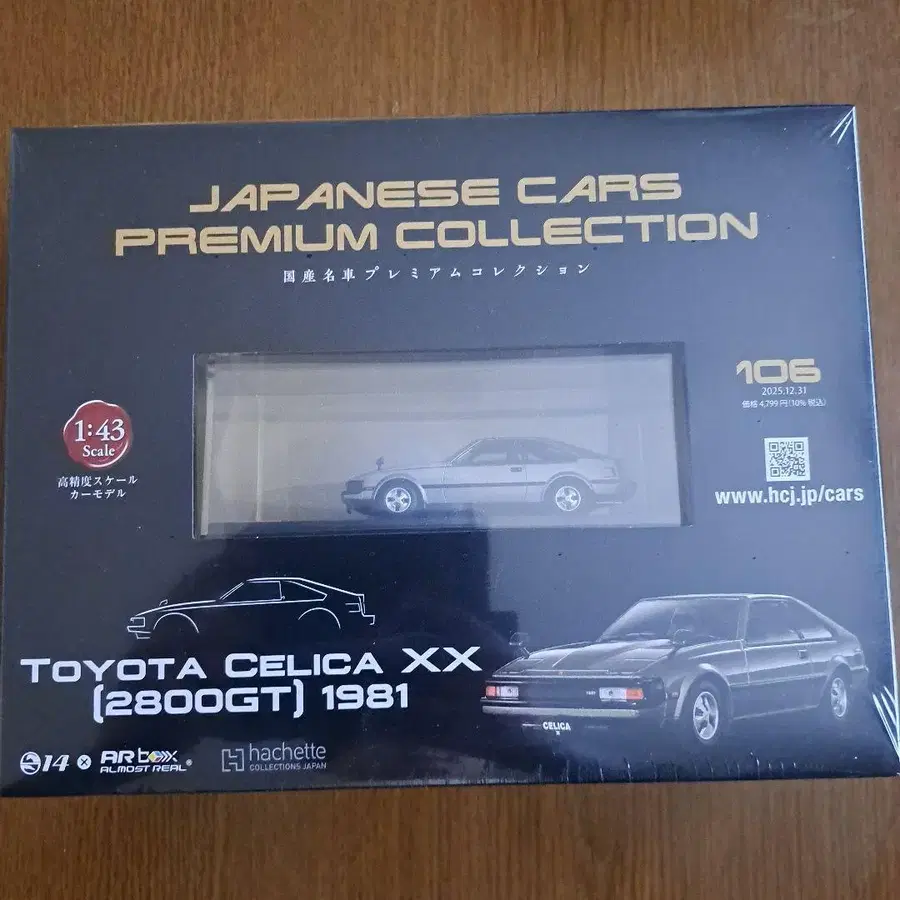 JAPANESE CARS
PREMIUM COLLECTION
国産名車プレミアムコレクション
106
2025.12.31
価格 4,799円(10%税込)
1:43
Scale
高精度スケール
カーモデル
www.hcj.jp/cars
TOYOTA CELICA XX
(2800GT) 1981
CELICA
14 × ARbox
ALMOST REAL®
hachette
COLLECTIONS JAPAN